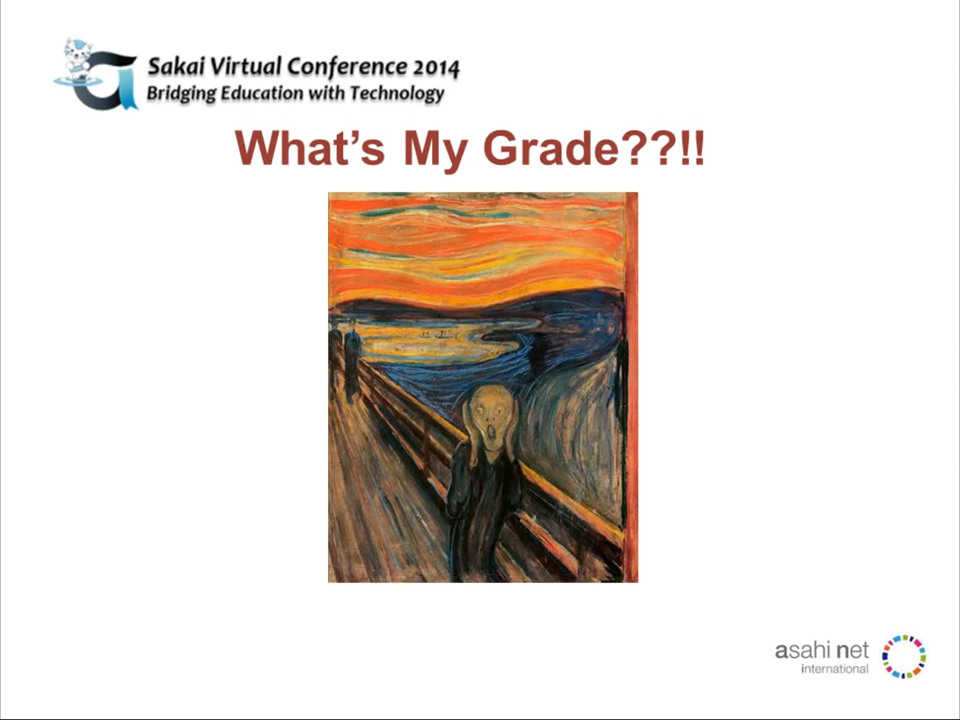 Sakai Virtual Conference 2014
Bridging Education with Technology
What's My Grade??!!
asahi net
international